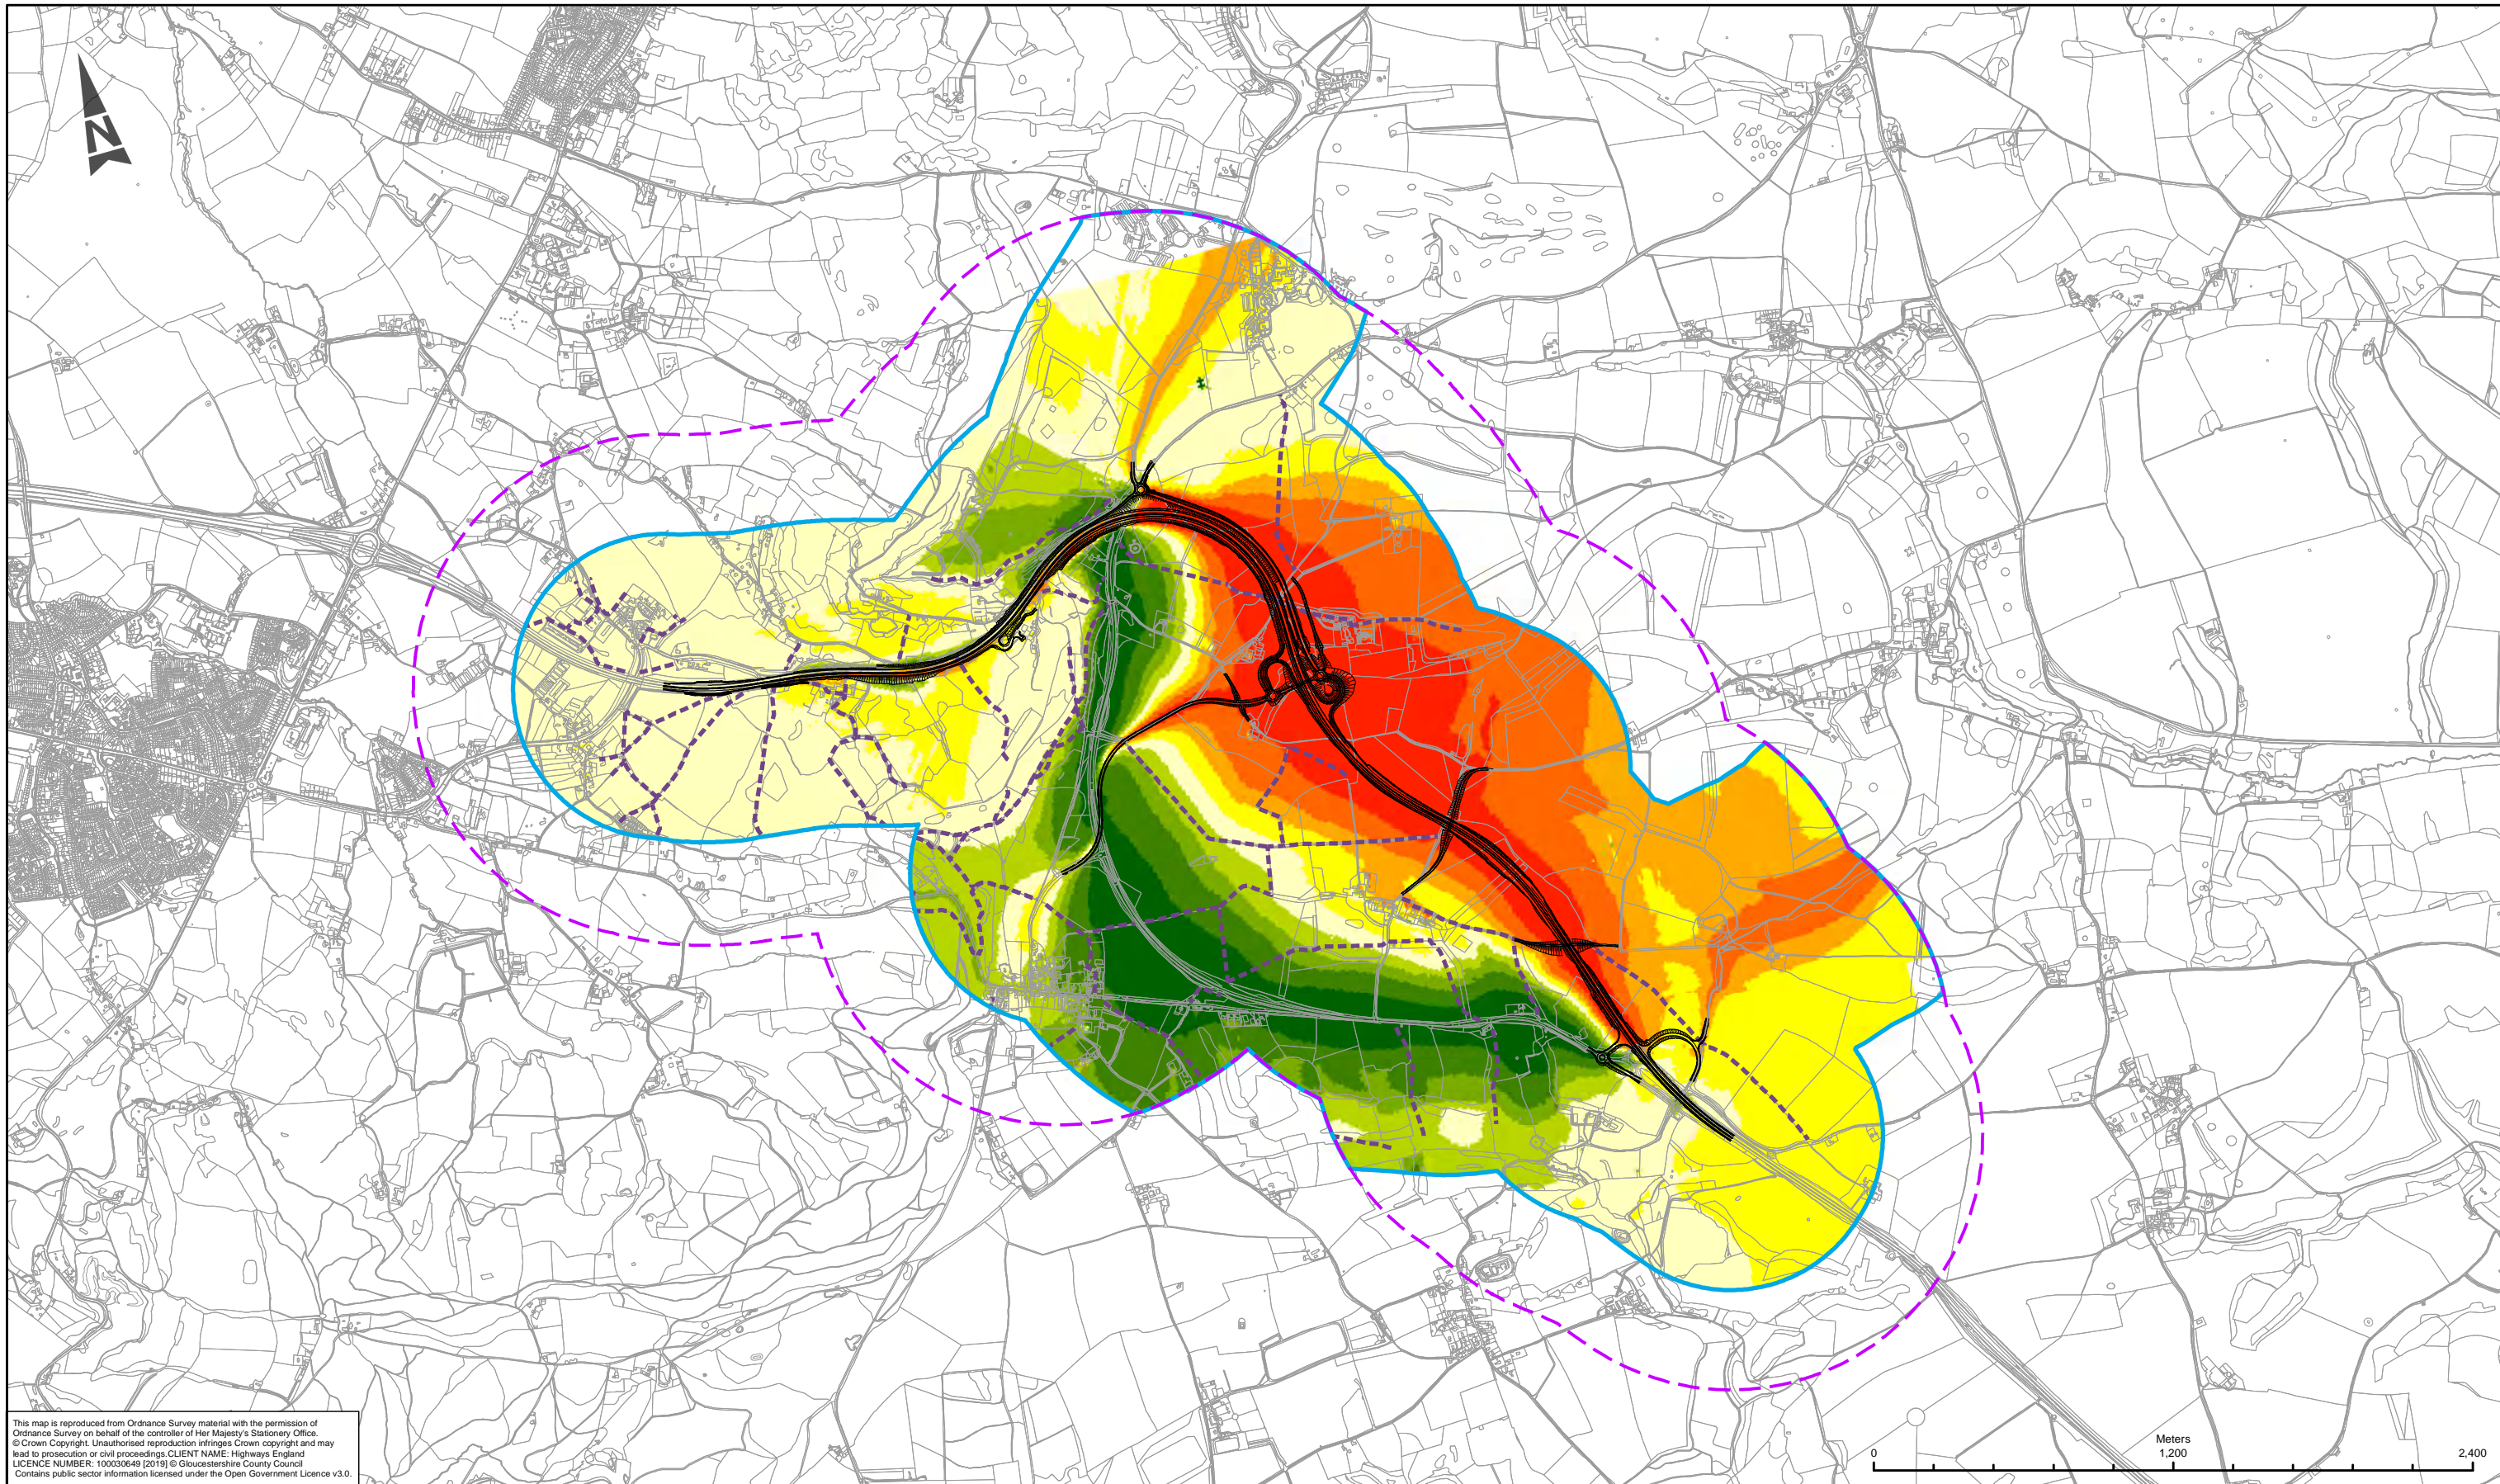 N
This map is reproduced from Ordnance Survey material with the permission of
Ordnance Survey on behalf of the controller of Her Majesty's Stationery Office.
© Crown Copyright. Unauthorised reproduction infringes Crown copyright and may
lead to prosecution or civil proceedings.CLIENT NAME: Highways England
LICENCE NUMBER: 100030649 [2019] © Gloucestershire County Council
Contains public sector information licensed under the Open Government Licence v3.0.
Meters
0 1,200 2,400